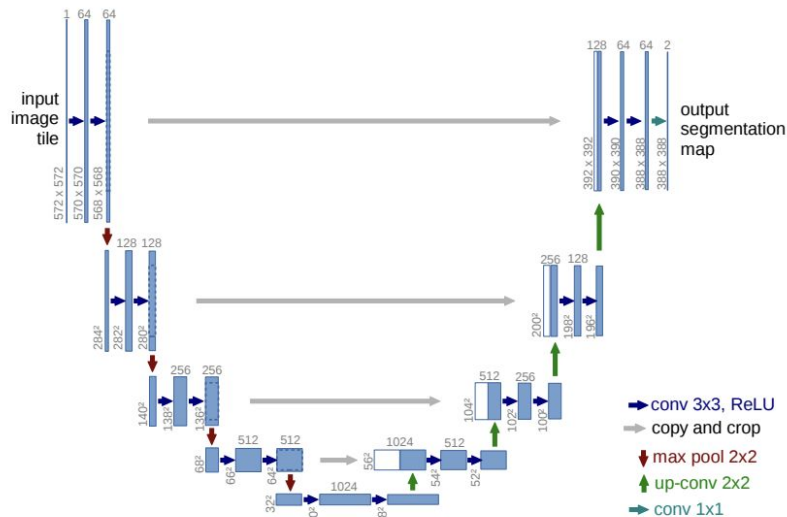 1 64 64
128 64 64 2
input
image
tile
output
segmentation
map
572 x 572
570 x 570
568 x 568
392 x 392
390 x 390
388 x 388
388 x 388
128 128
256 128
284²
282²
280²
200²
198²
196²
256 256
512 256
140²
138²
136²
104²
102²
100²
512 512
1024 512
68²
66²
64²
56²
54²
52²
1024
32²
conv 3x3, ReLU
copy and crop
max pool 2x2
up-conv 2x2
conv 1x1